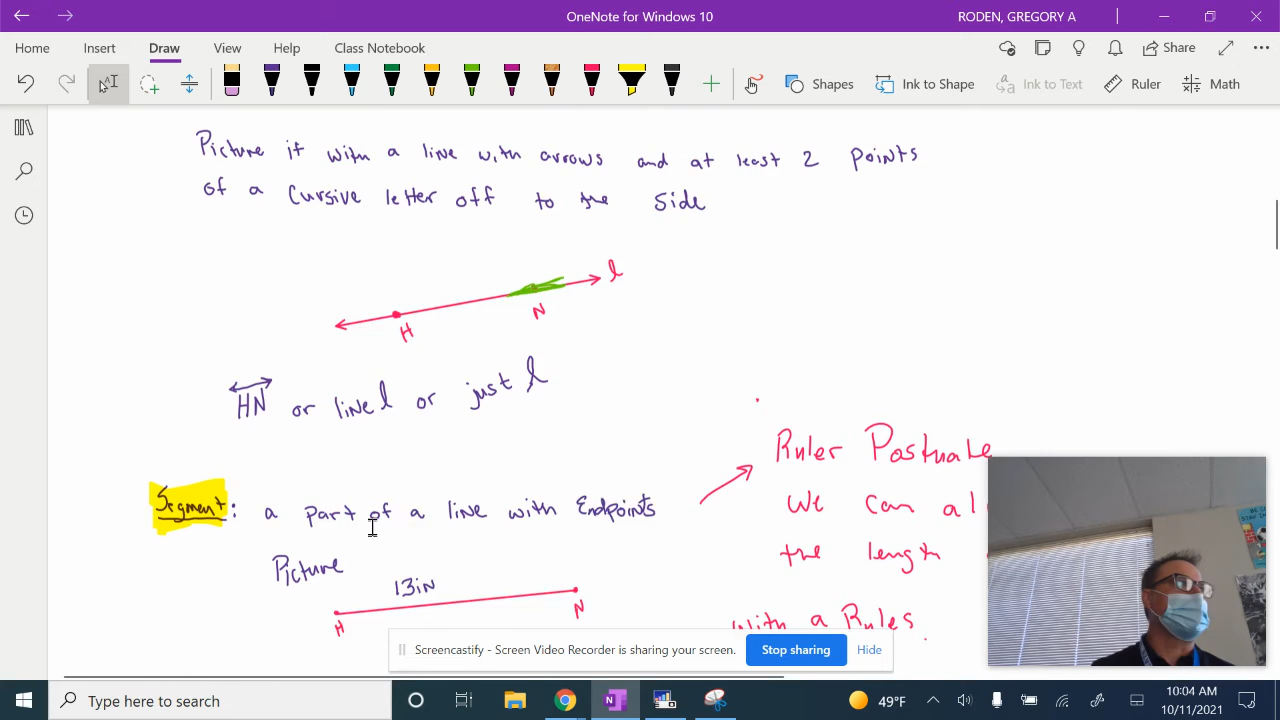 OneNote for Windows 10
RODEN, GREGORY A
Home Insert Draw View Help Class Notebook
Share
Shapes Ink to Shape Ink to Text Ruler Math
Picture it with a line with arrows and at least 2 points
of a cursive letter off to the side
l
H N
HN or line l or just l
Ruler Postulate
We can al
the length
with a Rules.
Segment: a part of a line with Endpoints
Picture
13in
H N
Screencastify - Screen Video Recorder is sharing your screen. Stop sharing Hide
Type here to search
49°F
10:04 AM
10/11/2021